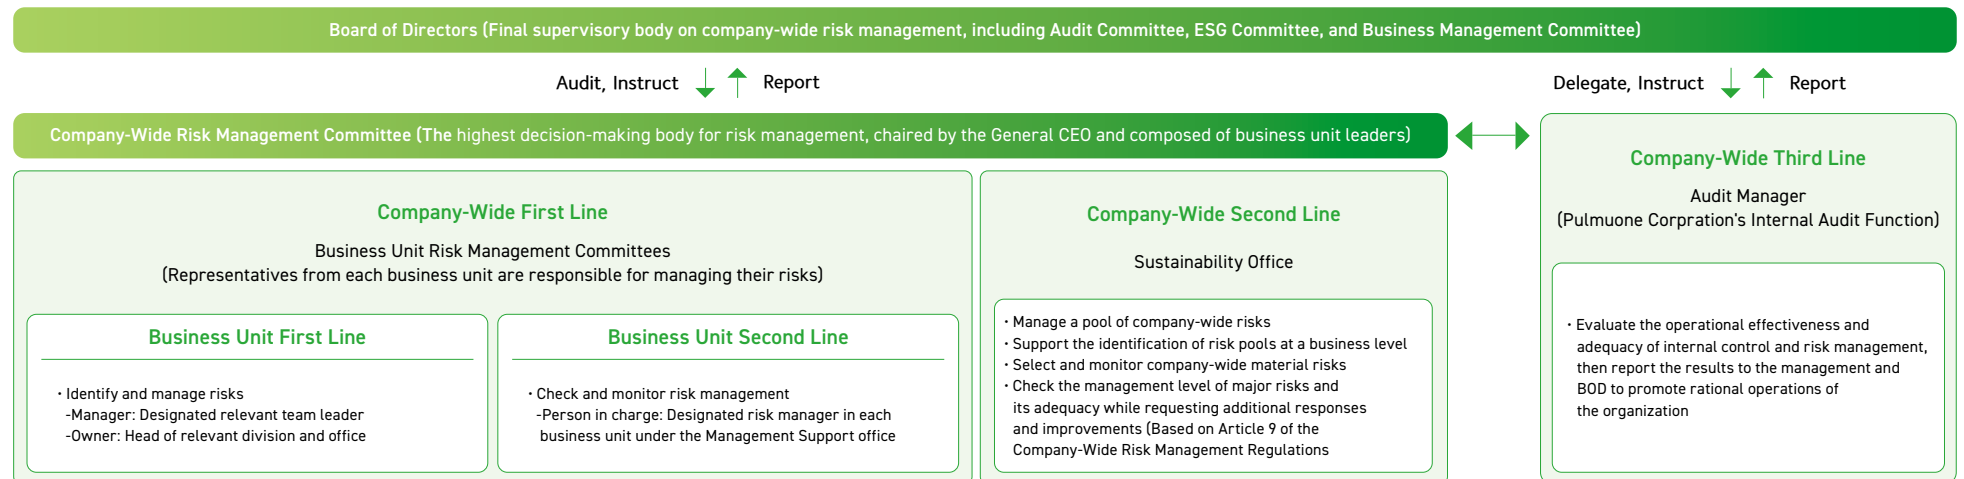 Board of Directors (Final supervisory body on company-wide risk management, including Audit Committee, ESG Committee, and Business Management Committee)
Audit, Instruct
Report
Delegate, Instruct
Report
Company-Wide Risk Management Committee (The highest decision-making body for risk management, chaired by the General CEO and composed of business unit leaders)
Company-Wide First Line
Business Unit Risk Management Committees
(Representatives from each business unit are responsible for managing their risks)
Business Unit First Line
· Identify and manage risks
-Manager: Designated relevant team leader
-Owner: Head of relevant division and office
Business Unit Second Line
· Check and monitor risk management
-Person in charge: Designated risk manager in each
business unit under the Management Support office
Company-Wide Second Line
Sustainability Office
· Manage a pool of company-wide risks
· Support the identification of risk pools at a business level
· Select and monitor company-wide material risks
· Check the management level of major risks and
its adequacy while requesting additional responses
and improvements (Based on Article 9 of the
Company-Wide Risk Management Regulations
Company-Wide Third Line
Audit Manager
(Pulmuone Corpration's Internal Audit Function)
· Evaluate the operational effectiveness and
adequacy of internal control and risk management,
then report the results to the management and
BOD to promote rational operations of
the organization